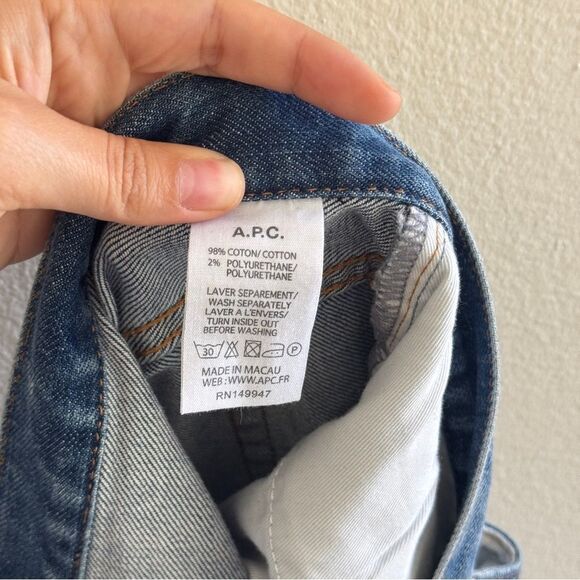 A.P.C.
98% COTON/ COTTON
2% POLYURETHANE/
POLYURETHANE
LAVER SEPAREMENT/
WASH SEPARATELY
LAVER A L'ENVERS/
TURN INSIDE OUT
BEFORE WASHING
30 P
MADE IN MACAU
WEB : WWW.APC.FR
RN149947